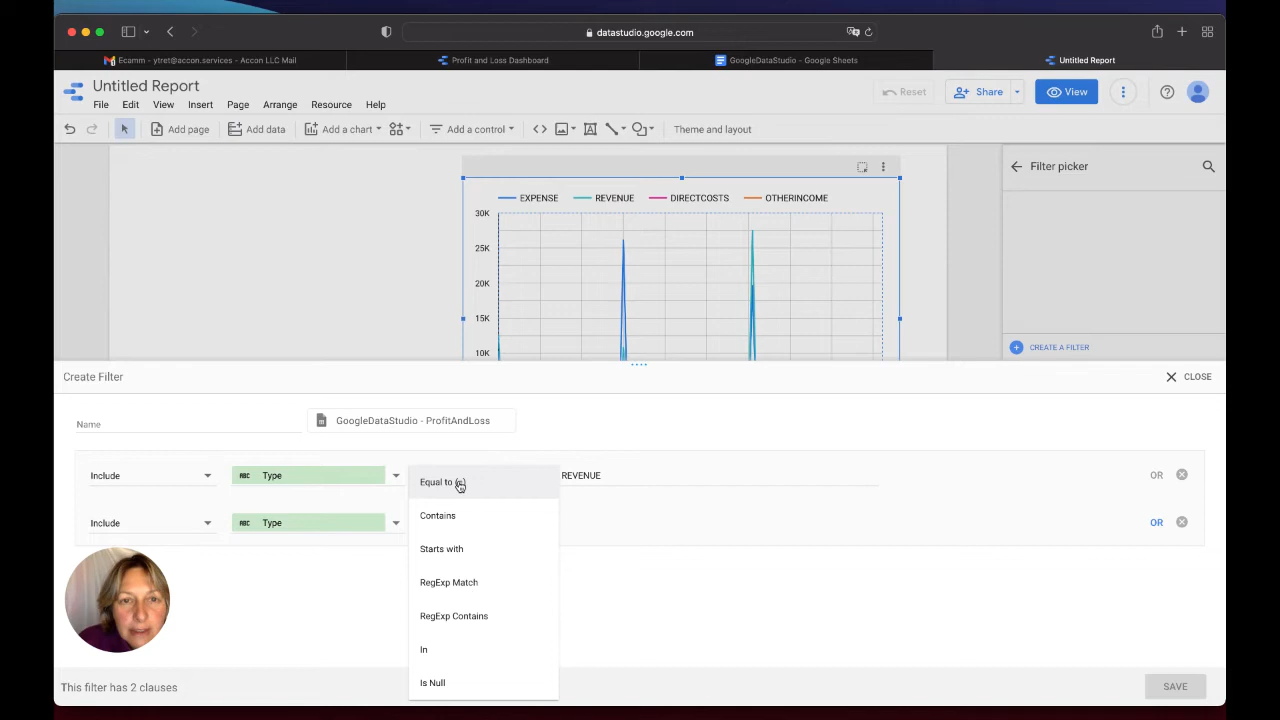 datastudio.google.com
Ecamm - ytret@accon.services - Accon LLC Mail
Profit and Loss Dashboard
GoogleDataStudio - Google Sheets
Untitled Report
Untitled Report
File Edit View Insert Page Arrange Resource Help
Reset
Share
View
Add page
Add data
Add a chart
Add a control
Theme and layout
Filter picker
EXPENSE REVENUE DIRECTCOSTS OTHERINCOME
30K
25K
20K
15K
10K
CREATE A FILTER
Create Filter
CLOSE
Name
GoogleDataStudio - ProfitAndLoss
Include ABC Type REVENUE OR
Include ABC Type OR
Equal to (=)
Contains
Starts with
RegExp Match
RegExp Contains
In
Is Null
This filter has 2 clauses
SAVE